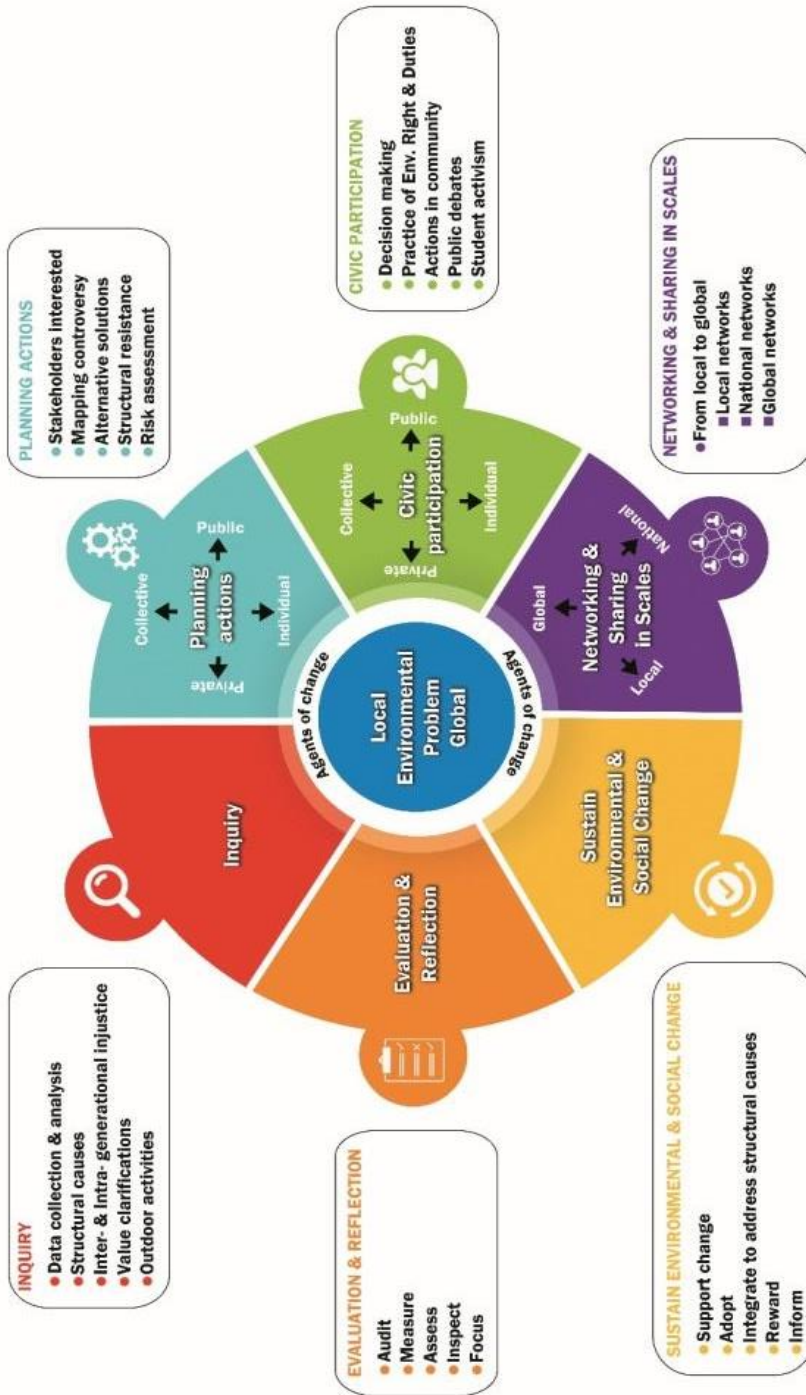 INQUIRY
Data collection & analysis
Structural causes
Inter- & Intra- generational injustice
Value clarifications
Outdoor activities
PLANNING ACTIONS
Stakeholders interested
Mapping controversy
Alternative solutions
Structural resistance
Risk assessment
EVALUATION & REFLECTION
Audit
Measure
Assess
Inspect
Focus
CIVIC PARTICIPATION
Decision making
Practice of Env. Right & Duties
Actions in community
Public debates
Student activism
SUSTAIN ENVIRONMENTAL & SOCIAL CHANGE
Support change
Adopt
Integrate to address structural causes
Reward
Inform
NETWORKING & SHARING IN SCALES
From local to global
Local networks
National networks
Global networks
Inquiry
Collective
Private
Planning
actions
Public
Individual
Evaluation &
Reflection
Agents of change
Local
Environmental
Problem
Global
Agents of change
Collective
Private
Civic
participation
Public
Individual
Sustain
Environmental &
Social Change
Global
Networking &
Sharing
in Scales
Local
National